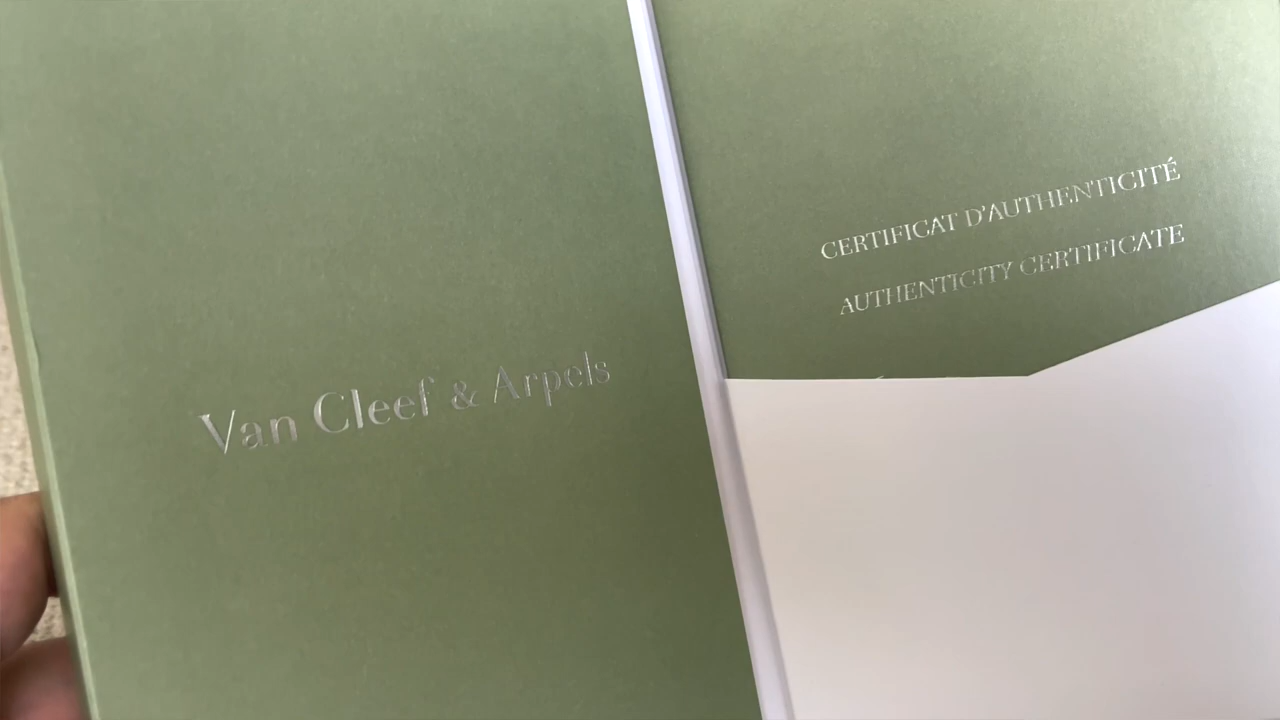 Van Cleef & Arpels
CERTIFICAT D'AUTHENTICITÉ
AUTHENTICITY CERTIFICATE